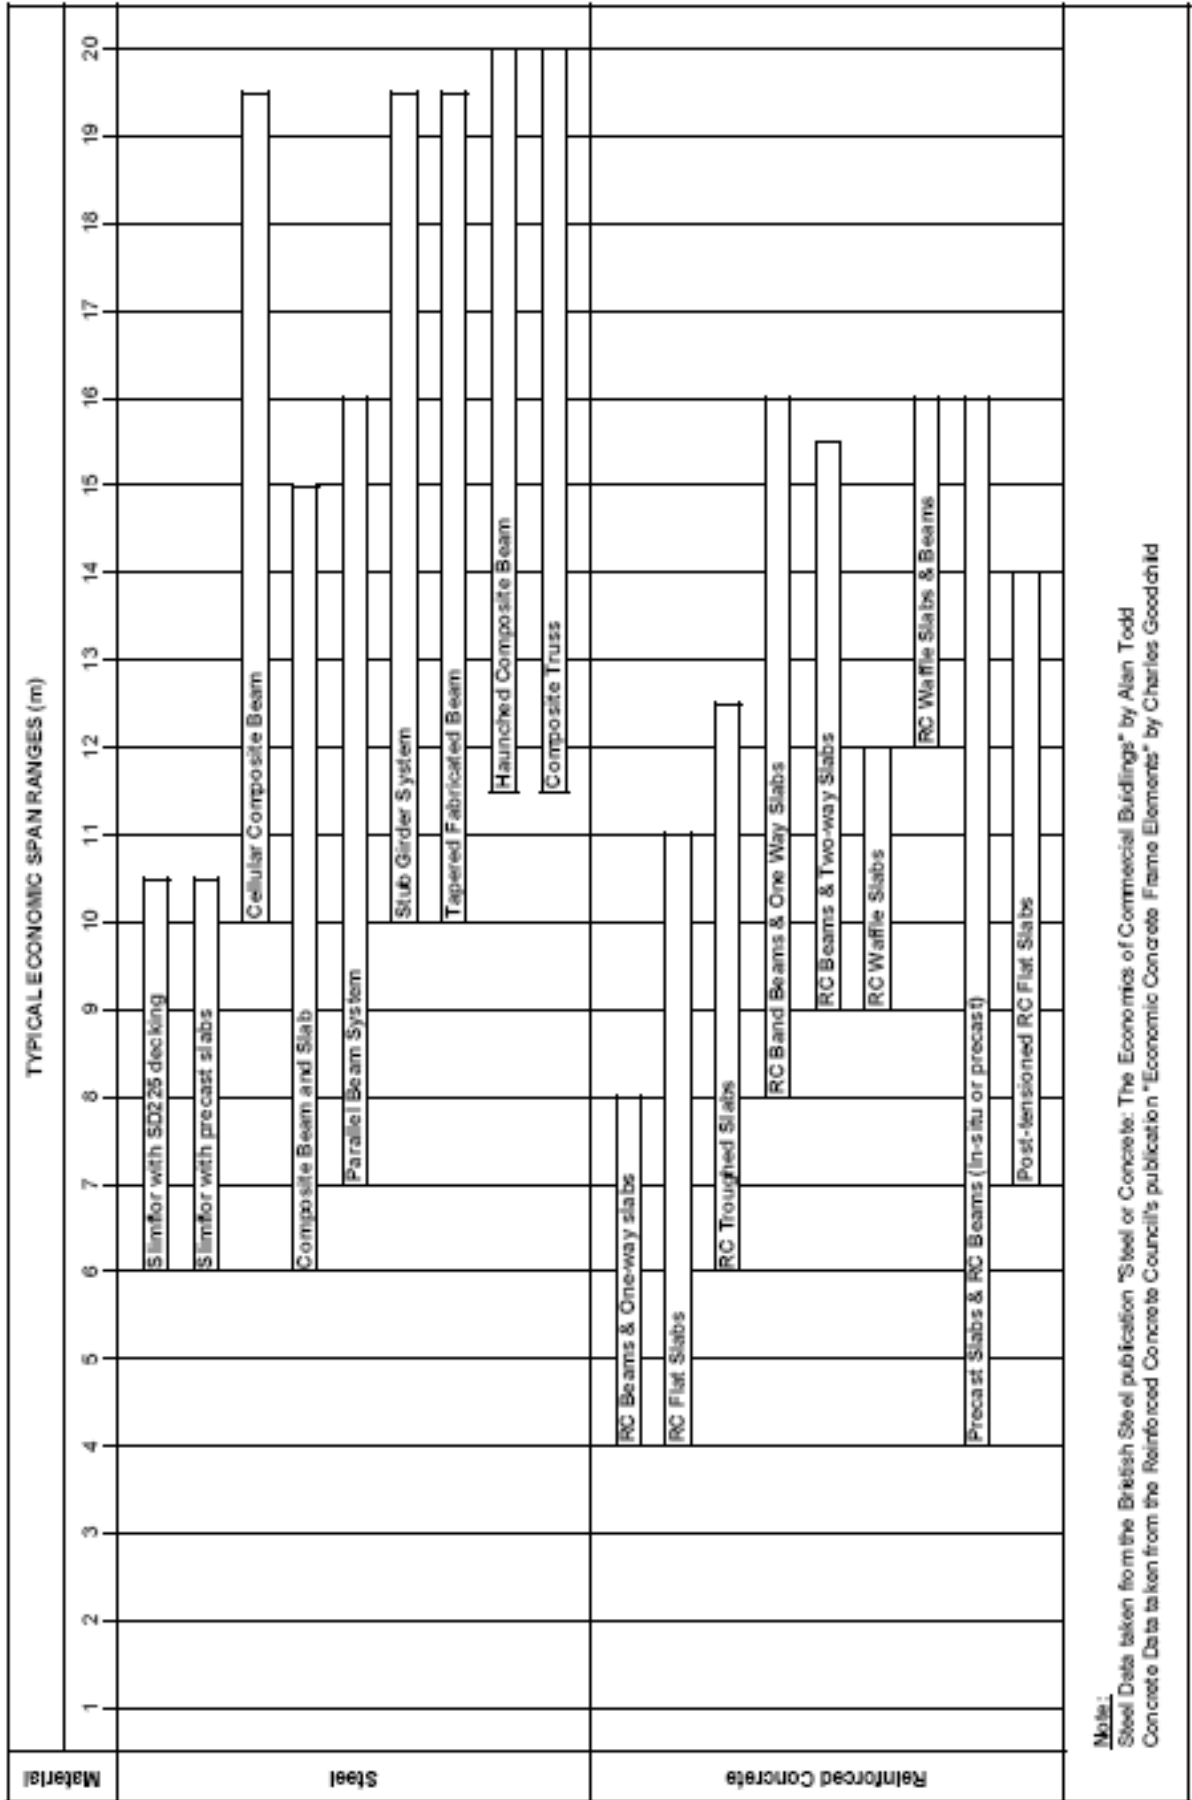 TYPICAL ECONOMIC SPAN RANGES (m)
Material
1 2 3 4 5 6 7 8 9 10 11 12 13 14 15 16 17 18 19 20
Steel
Slimflor with SD225 decking
Slimflor with precast slabs
Cellular Composite Beam
Composite Beam and Slab
Parallel Beam System
Stub Girder System
Tapered Fabricated Beam
Haunched Composite Beam
Composite Truss
Reinforced Concrete
RC Beams & One-way slabs
RC Flat Slabs
RC Troughed Slabs
RC Band Beams & One Way Slabs
RC Beams & Two-way Slabs
RC Waffle Slabs
RC Waffle Slabs & Beams
Precast Slabs & RC Beams (In-situ or precast)
Post-tensioned RC Flat Slabs
Note:
Steel Data taken from the Brietish Steel publication "Steel or Concrete: The Economics of Commercial Buidlings" by Alan Todd
Concrete Data taken from the Reinforced Concrete Council's publication "Economic Concrete Frame Elements" by Charles Goodchild